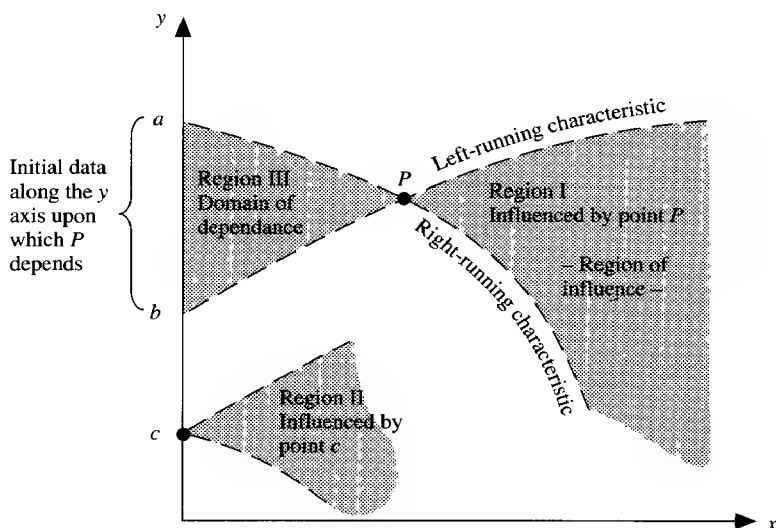 y
a
Initial data
along the y
axis upon
which P
depends
b
c
Region III
Domain of
dependance
P
Left-running characteristic
Region I
Influenced by point P
– Region of
influence –
Right-running characteristic
Region II
Influenced by
point c
x